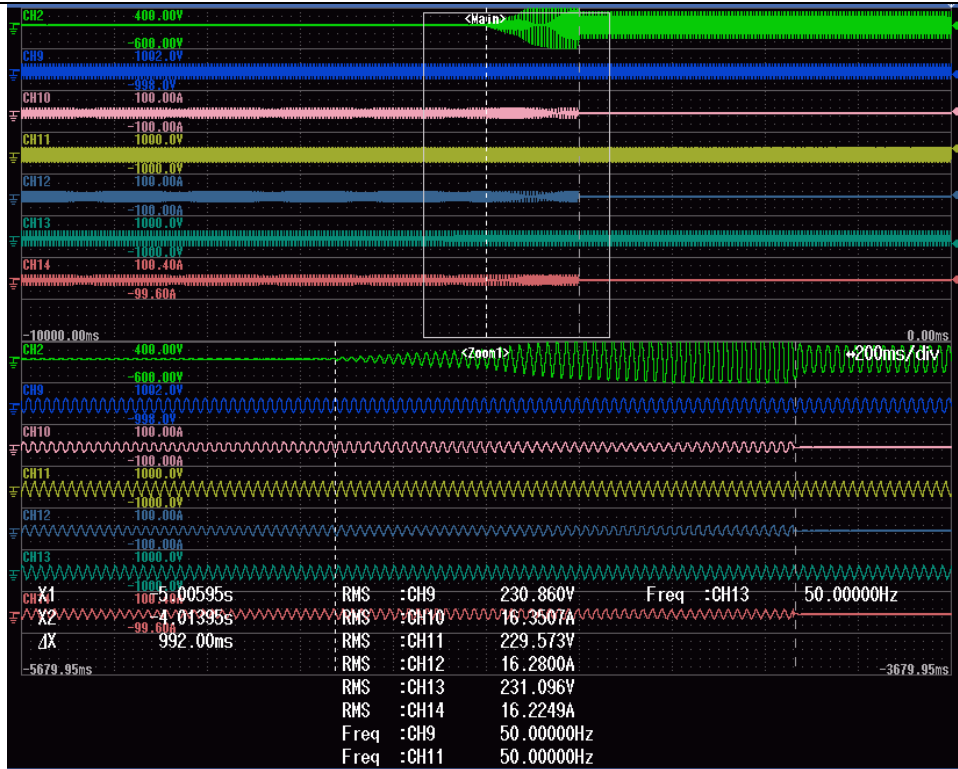 CH2 400.00V <Main>
-600.00V
CH9 1002.0V
-998.0V
CH10 100.00A
-100.00A
CH11 1000.0V
-1000.0V
CH12 100.00A
-100.00A
CH13 1000.0V
-1000.0V
CH14 100.40A
-99.60A
-10000.00ms 0.00ms
CH2 400.00V <Zoom1> ↔200ms/div
-600.00V
CH9 1002.0V
-998.0V
CH10 100.00A
-100.00A
CH11 1000.0V
-1000.0V
CH12 100.00A
-100.00A
CH13 1000.0V
-1000.0V
X1 -5.00595s RMS :CH9 230.860V Freq :CH13 50.00000Hz
CH14 100.40A
X2 -4.01395s RMS :CH10 16.3507A
-99.60A
ΔX 992.00ms RMS :CH11 229.573V
-5679.95ms RMS :CH12 16.2800A -3679.95ms
RMS :CH13 231.096V
RMS :CH14 16.2249A
Freq :CH9 50.00000Hz
Freq :CH11 50.00000Hz